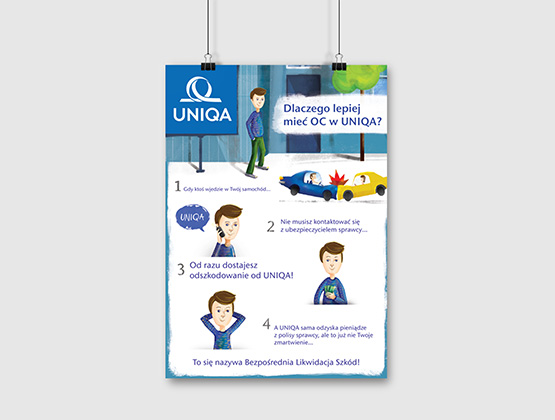 UNIQA
Dlaczego lepiej
mieć OC w UNIQA?
1 Gdy ktoś wjedzie w Twój samochód...
UNIQA
2 Nie musisz kontaktować się
z ubezpieczycielem sprawcy...
3 Od razu dostajesz
odszkodowanie od UNIQA!
4 A UNIQA sama odzyska pieniądze
z polisy sprawcy, ale to już nie Twoje
zmartwienie...
To się nazywa Bezpośrednia Likwidacja Szkód!